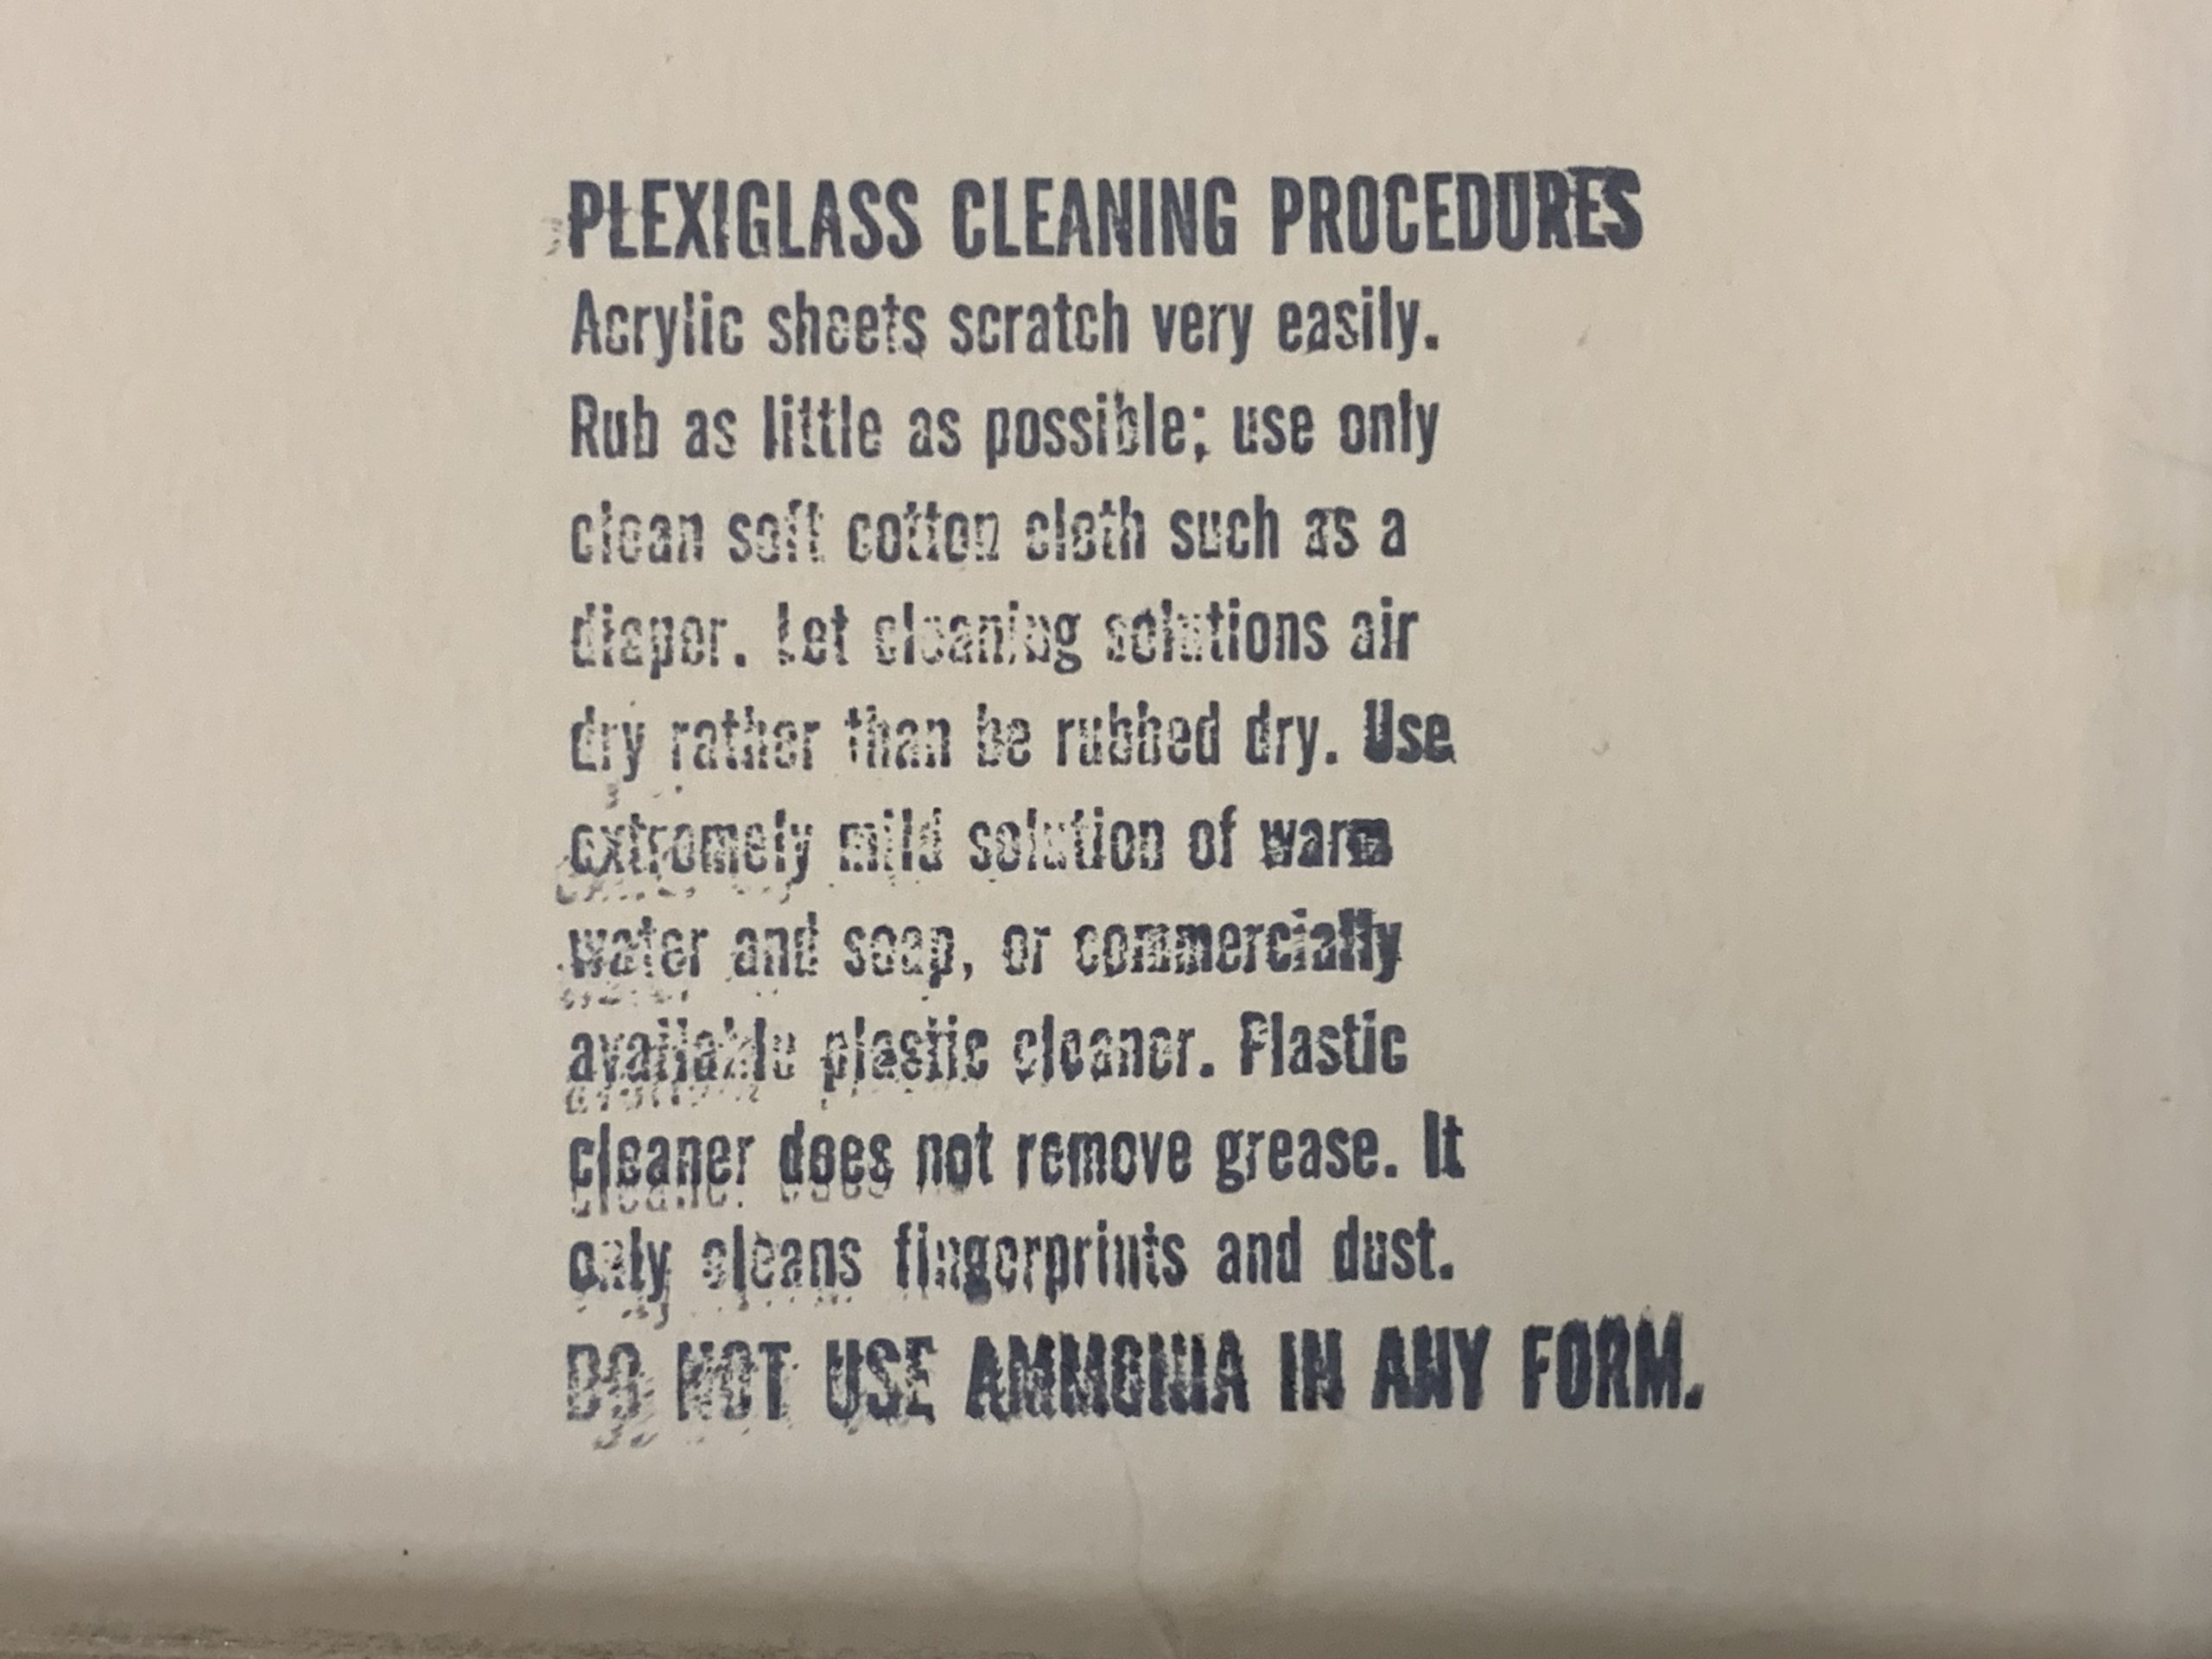 PLEXIGLASS CLEANING PROCEDURES
Acrylic sheets scratch very easily.
Rub as little as possible; use only
clean soft cotton cloth such as a
diaper. Let cleaning solutions air
dry rather than be rubbed dry. Use
extremely mild solution of warm
water and soap, or commercially
available plastic cleaner. Plastic
cleaner does not remove grease. It
only cleans fingerprints and dust.
DO NOT USE AMMONIA IN ANY FORM.